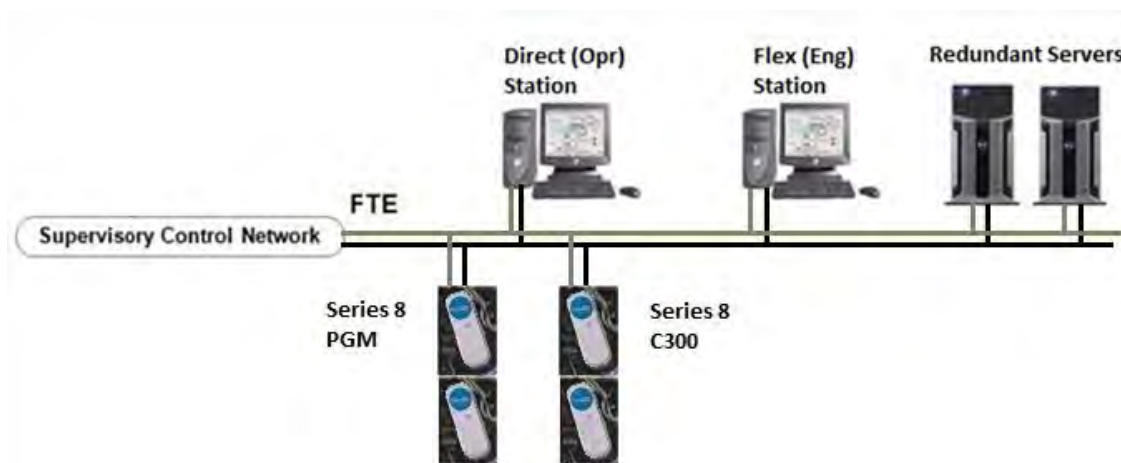 Direct (Opr)
Station
Flex (Eng)
Station
Redundant Servers
FTE
Supervisory Control Network
Series 8
PGM
Series 8
C300